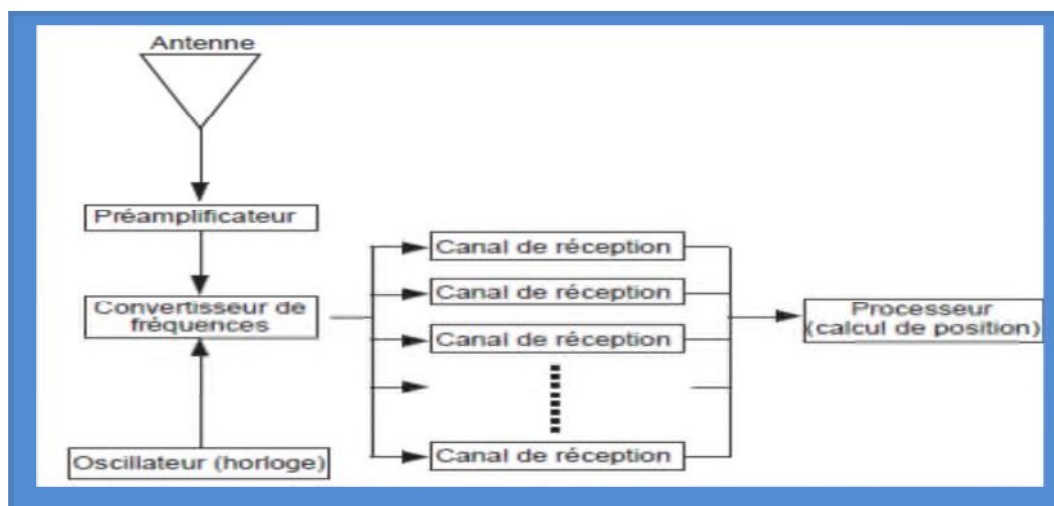 Antenne
Préamplificateur
Convertisseur de
fréquences
Oscillateur (horloge)
Canal de réception
Canal de réception
Canal de réception
Canal de réception
Processeur
(calcul de position)